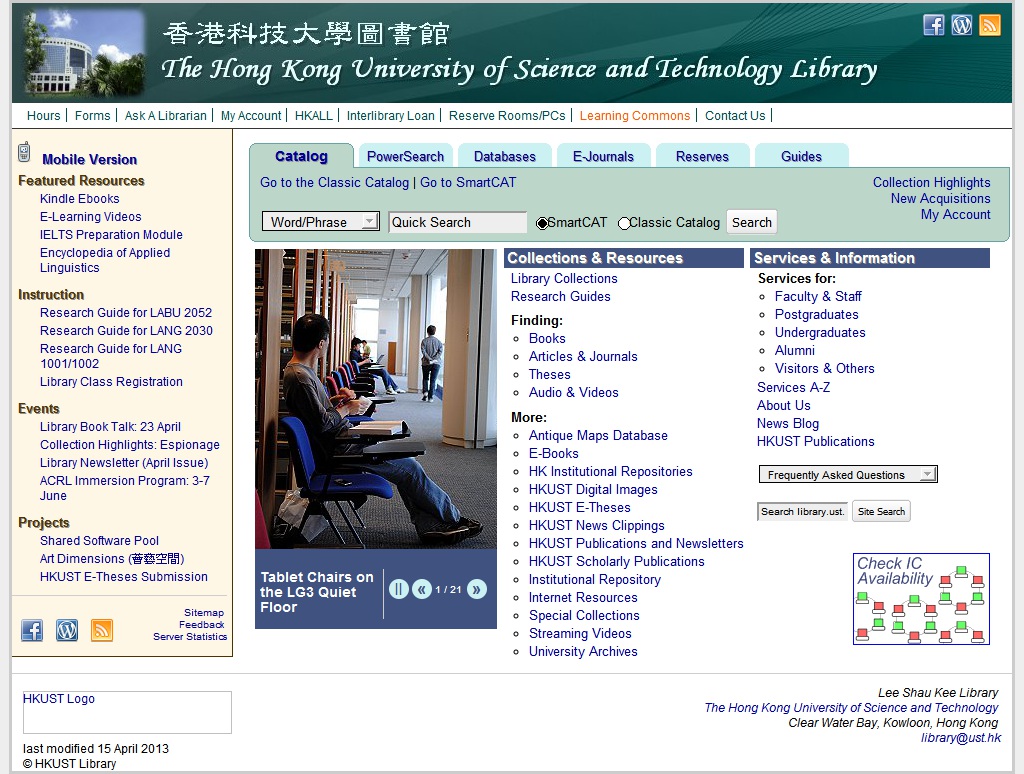 香港科技大學圖書館
The Hong Kong University of Science and Technology Library
Hours | Forms | Ask A Librarian | My Account | HKALL | Interlibrary Loan | Reserve Rooms/PCs | Learning Commons | Contact Us |
Mobile Version
Featured Resources
Kindle Ebooks
E-Learning Videos
IELTS Preparation Module
Encyclopedia of Applied
Linguistics
Instruction
Research Guide for LABU 2052
Research Guide for LANG 2030
Research Guide for LANG
1001/1002
Library Class Registration
Events
Library Book Talk: 23 April
Collection Highlights: Espionage
Library Newsletter (April Issue)
ACRL Immersion Program: 3-7
June
Projects
Shared Software Pool
Art Dimensions (薈藝空間)
HKUST E-Theses Submission
Sitemap
Feedback
Server Statistics
Catalog PowerSearch Databases E-Journals Reserves Guides
Go to the Classic Catalog | Go to SmartCAT
Collection Highlights
New Acquisitions
My Account
Word/Phrase Quick Search SmartCAT Classic Catalog Search
Tablet Chairs on
the LG3 Quiet
Floor
1 / 21
Collections & Resources
Library Collections
Research Guides
Finding:
Books
Articles & Journals
Theses
Audio & Videos
More:
Antique Maps Database
E-Books
HK Institutional Repositories
HKUST Digital Images
HKUST E-Theses
HKUST News Clippings
HKUST Publications and Newsletters
HKUST Scholarly Publications
Institutional Repository
Internet Resources
Special Collections
Streaming Videos
University Archives
Services & Information
Services for:
Faculty & Staff
Postgraduates
Undergraduates
Alumni
Visitors & Others
Services A-Z
About Us
News Blog
HKUST Publications
Frequently Asked Questions
Search library.ust. Site Search
Check IC
Availability
HKUST Logo
last modified 15 April 2013
© HKUST Library
Lee Shau Kee Library
The Hong Kong University of Science and Technology
Clear Water Bay, Kowloon, Hong Kong
library@ust.hk